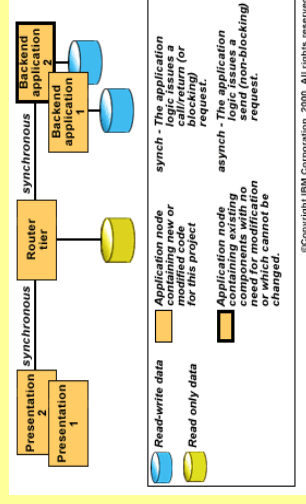 Presentation
2
Presentation
1
synchronous
Router
tier
synchronous
Backend
application
2
Backend
application
1
Read-write data
Read only data
Application node
containing new or
modified code
for this project
Application node
containing existing
components with no
need for modification
or which cannot be
changed.
synch - The application
logic issues a
call/return (or
blocking)
request.
asynch - The application
logic issues a
send (non-blocking)
request.
©Copyright IBM Corporation, 2000. All rights reserved